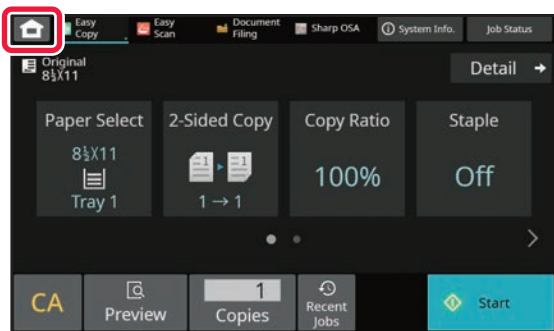 Easy
Copy
Easy
Scan
Document
Filing
Sharp OSA
System Info.
Job Status
Original
8½X11
Detail
Paper Select
8½X11
Tray 1
2-Sided Copy
1
1
1 → 1
Copy Ratio
100%
Staple
Off
CA
Preview
1
Copies
Recent
Jobs
Start